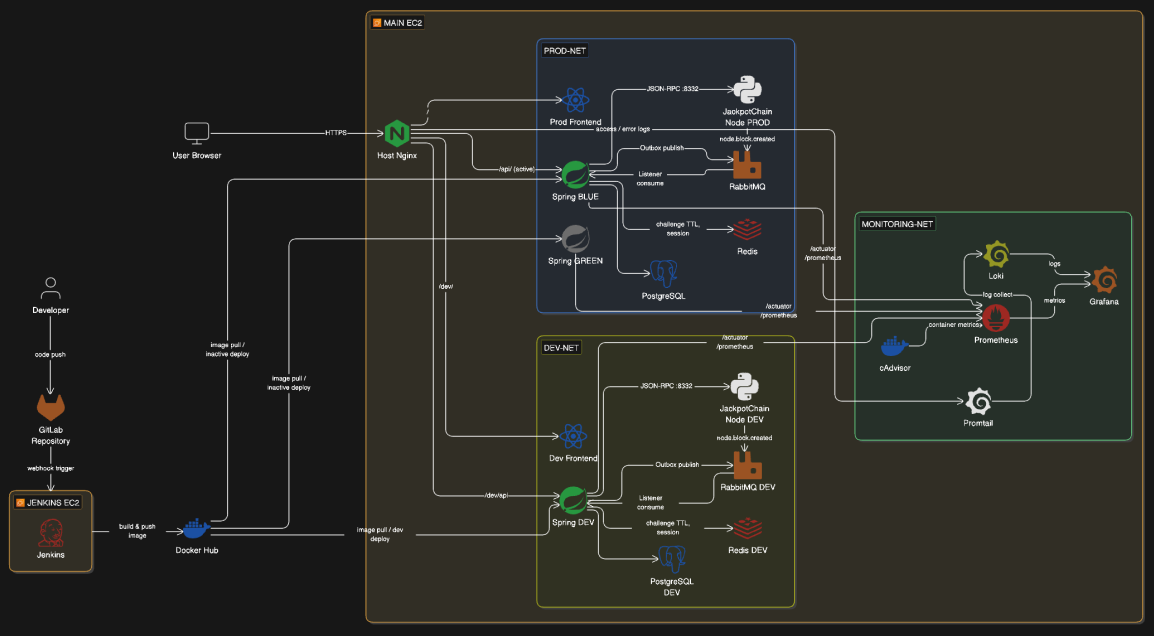 MAIN EC2
PROD-NET
JSON-RPC :8332
JackpotChain
Node PROD
Prod Frontend
access / error logs
HTTPS
node.block.created
User Browser
Host Nginx
Outbox publish
/api/ (active)
Listener
consume
RabbitMQ
Spring BLUE
MONITORING-NET
challenge TTL,
session
Redis
/actuator
/prometheus
Spring GREEN
Loki
logs
Grafana
/dev/
PostgreSQL
log collect
metrics
Developer
/actuator
/prometheus
container metrics
Prometheus
/actuator
/prometheus
DEV-NET
code push
image pull /
inactive deploy
cAdvisor
image pull /
inactive deploy
JSON-RPC :8332
JackpotChain
Node DEV
Promtail
GitLab
Repository
node.block.created
Dev Frontend
webhook trigger
Outbox publish
RabbitMQ DEV
/dev/api
Listener
consume
JENKINS EC2
Spring DEV
build & push
image
image pull / dev
deploy
challenge TTL,
session
Jenkins
Docker Hub
Redis DEV
PostgreSQL
DEV